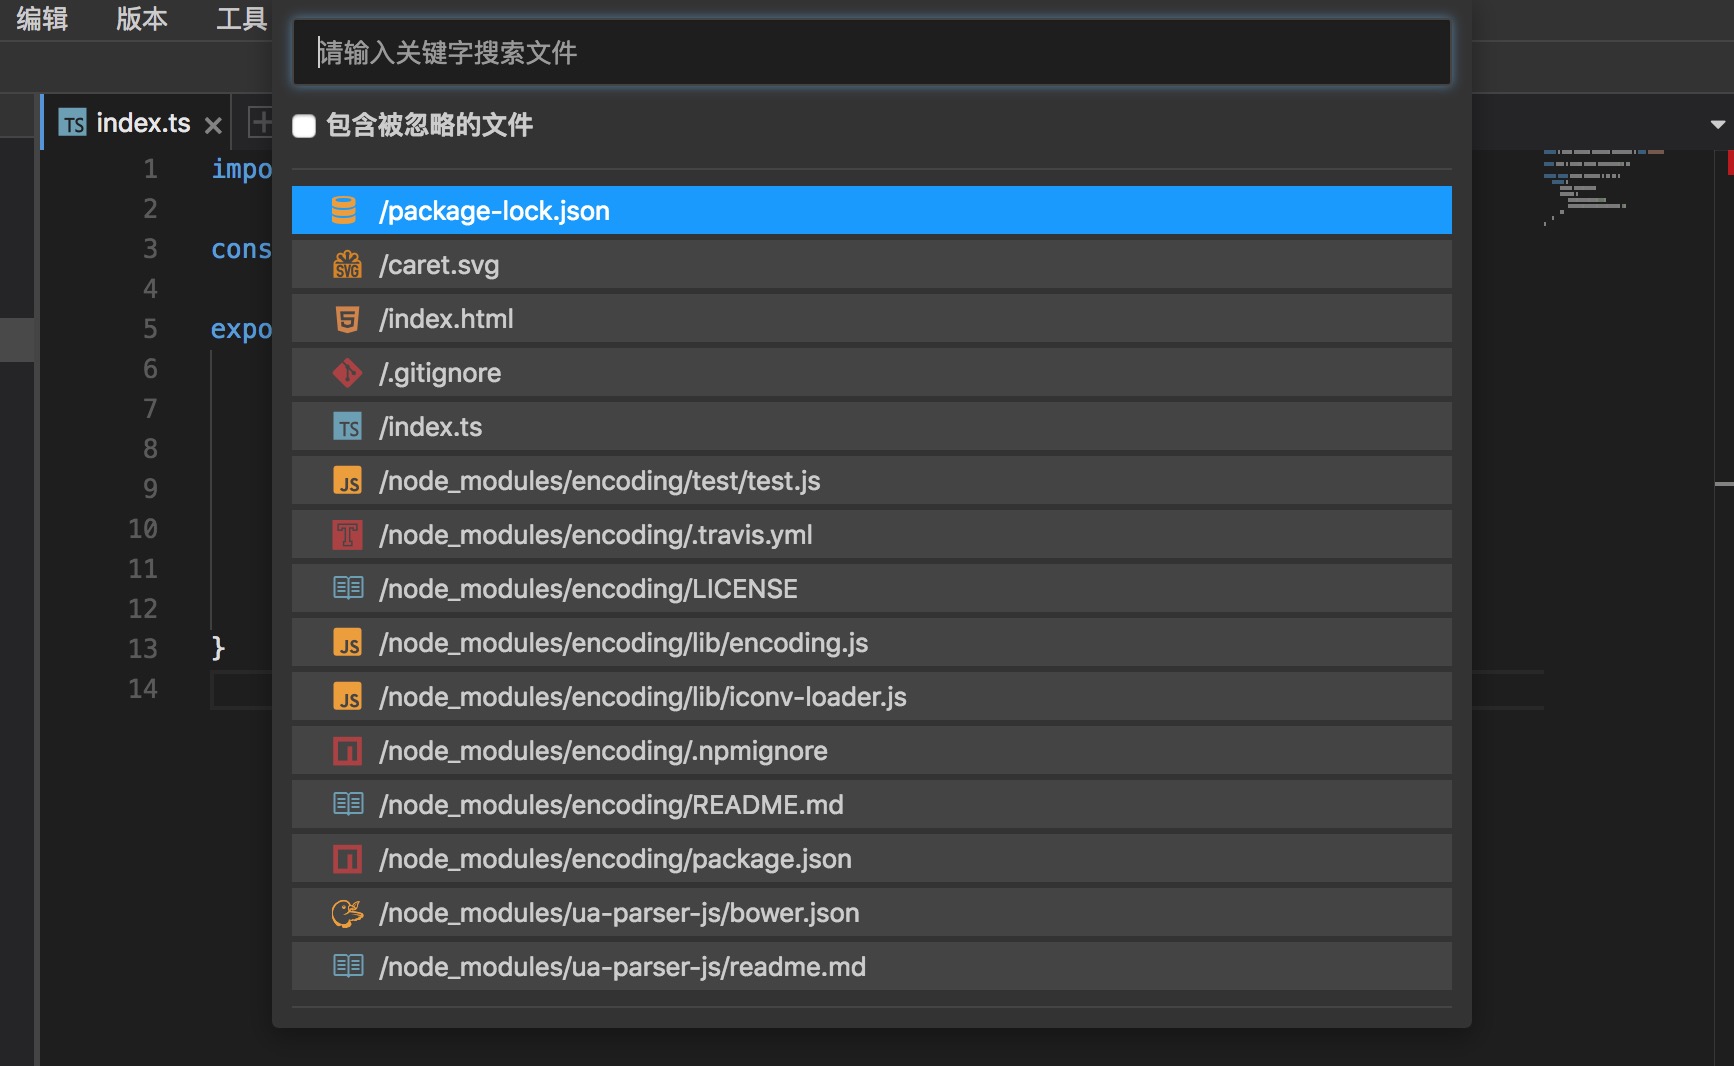 编辑 版本 工具
请输入关键字搜索文件
包含被忽略的文件
TS index.ts
1 impo
2
3 cons
4
5 expo
6
7
8
9
10
11
12
13 }
14
/package-lock.json
SVG /caret.svg
5 /index.html
/.gitignore
TS /index.ts
JS /node_modules/encoding/test/test.js
T /node_modules/encoding/.travis.yml
/node_modules/encoding/LICENSE
JS /node_modules/encoding/lib/encoding.js
JS /node_modules/encoding/lib/iconv-loader.js
/node_modules/encoding/.npmignore
/node_modules/encoding/README.md
/node_modules/encoding/package.json
/node_modules/ua-parser-js/bower.json
/node_modules/ua-parser-js/readme.md